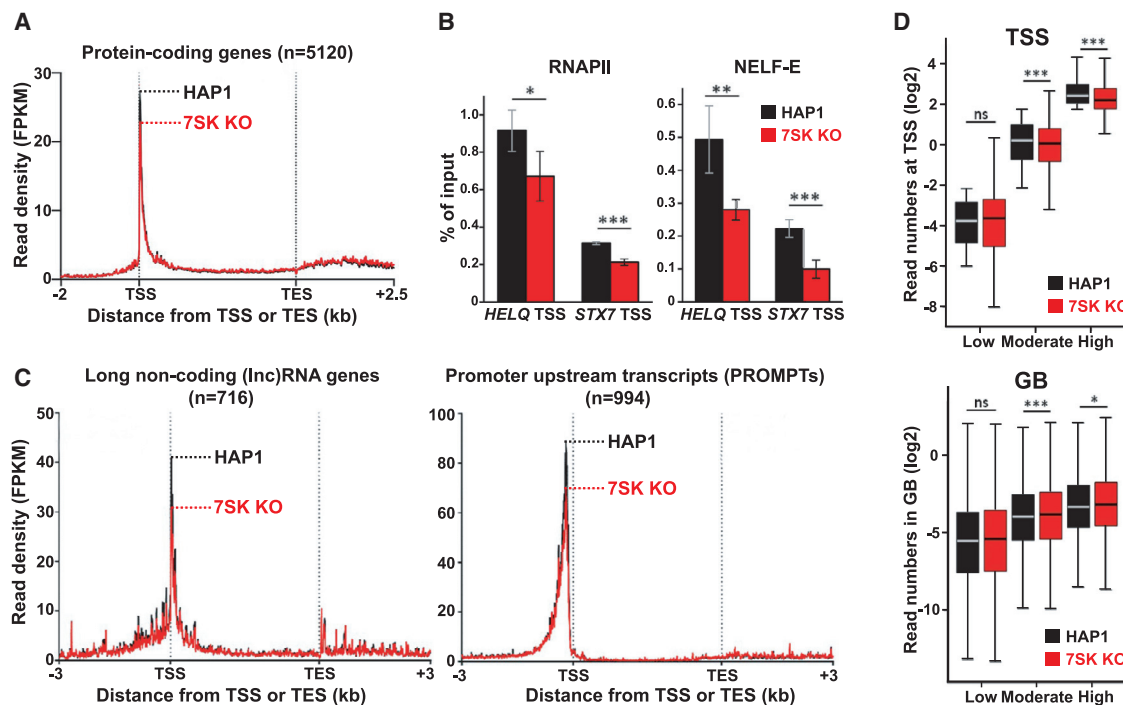 A
Protein-coding genes (n=5120)
Read density (FPKM)
30
20
10
0
HAP1
7SK KO
-2
TSS
TES
+2.5
Distance from TSS or TES (kb)
B
RNAPII
% of input
1.0
0.8
0.6
0.4
0.2
0
*
***
HELQ TSS
STX7 TSS
NELF-E
0.6
0.5
0.4
0.3
0.2
0.1
0
**
***
HAP1
7SK KO
HELQ TSS
STX7 TSS
C
Long non-coding (lnc)RNA genes
(n=716)
Read density (FPKM)
50
40
30
20
10
0
HAP1
7SK KO
-3
TSS
TES
+3
Distance from TSS or TES (kb)
Promoter upstream transcripts (PROMPTs)
(n=994)
100
80
60
40
20
0
HAP1
7SK KO
-3
TSS
TES
+3
Distance from TSS or TES (kb)
D
TSS
Read numbers at TSS (log2)
4
2
0
-2
-4
-6
-8
ns
***
***
HAP1
7SK KO
Low Moderate High
GB
Read numbers in GB (log2)
0
-5
-10
ns
***
*
HAP1
7SK KO
Low Moderate High